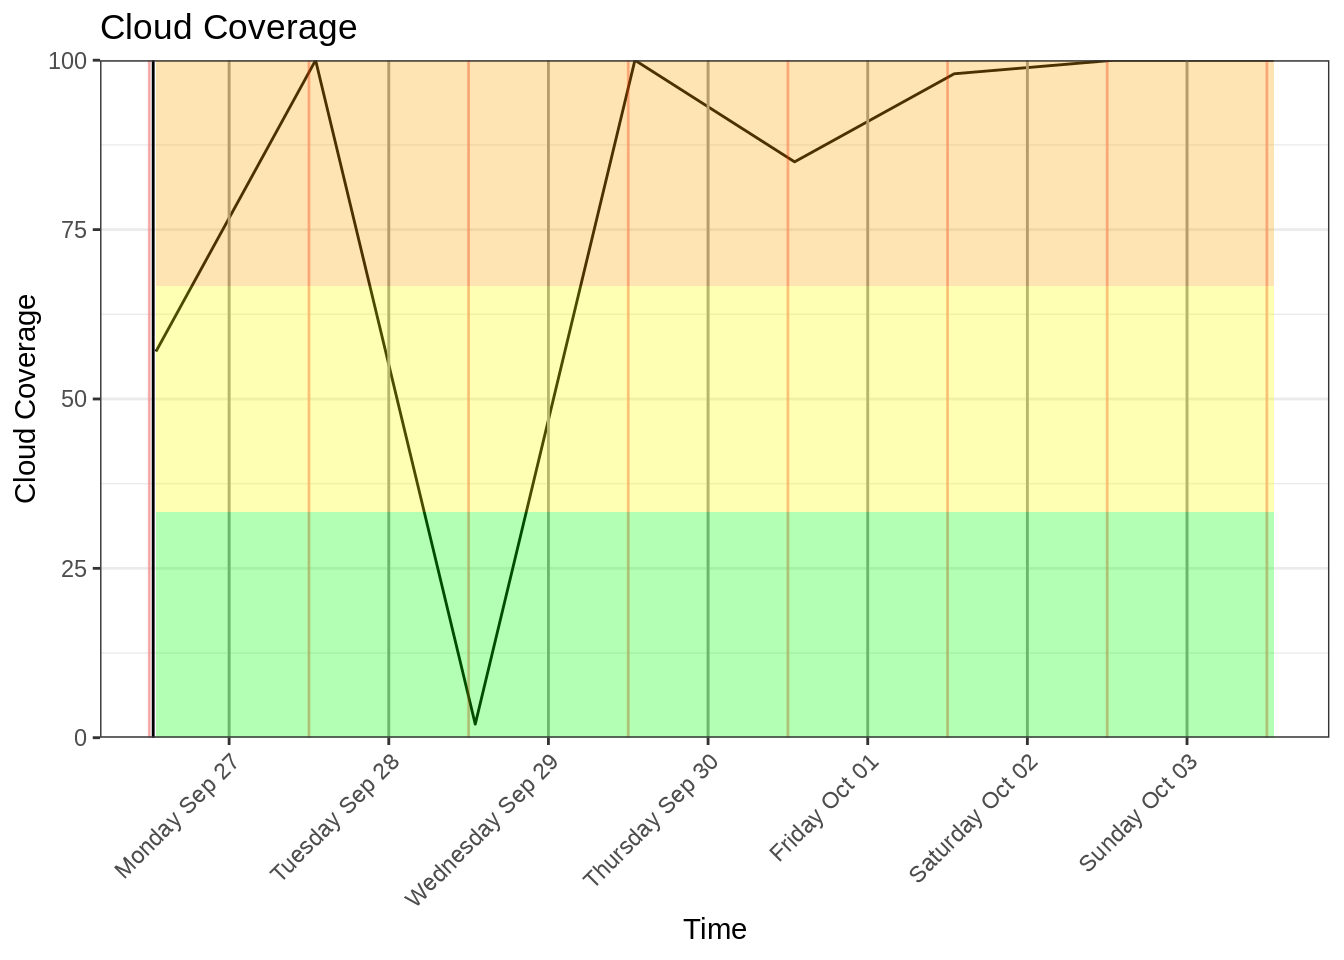 Cloud Coverage
Cloud Coverage
100
75
50
25
0
Monday Sep 27
Tuesday Sep 28
Wednesday Sep 29
Thursday Sep 30
Friday Oct 01
Saturday Oct 02
Sunday Oct 03
Time